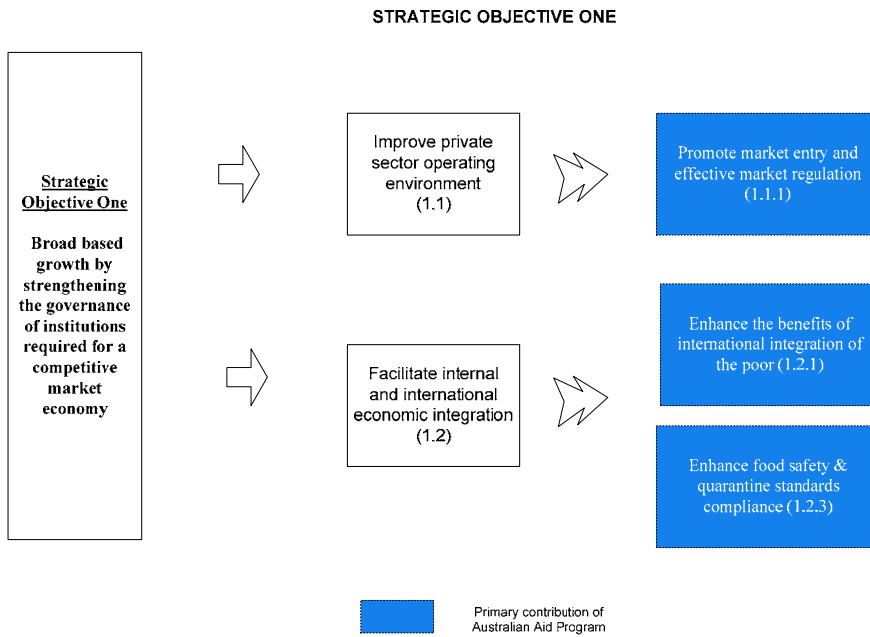 STRATEGIC OBJECTIVE ONE
Strategic
Objective One
Broad based
growth by
strengthening
the governance
of institutions
required for a
competitive
market
economy
Improve private
sector operating
environment
(1.1)
Promote market entry and
effective market regulation
(1.1.1)
Facilitate internal
and international
economic integration
(1.2)
Enhance the benefits of
international integration of
the poor (1.2.1)
Enhance food safety &
quarantine standards
compliance (1.2.3)
Primary contribution of
Australian Aid Program